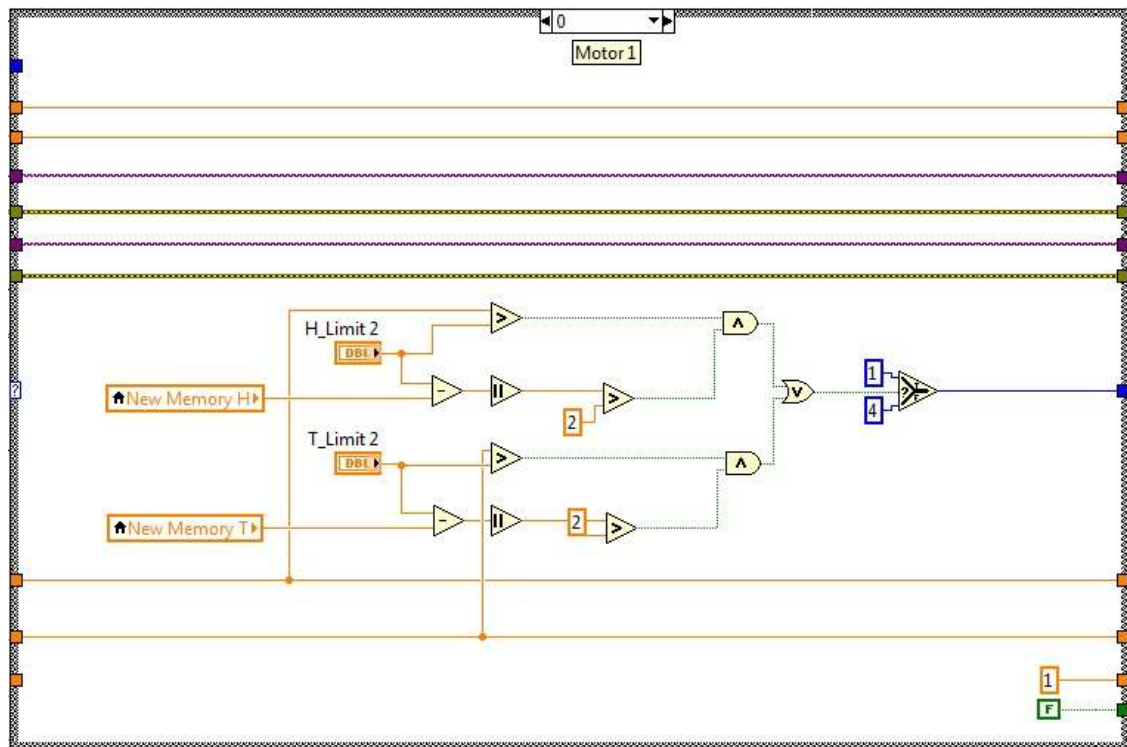 0
Motor 1
H_Limit 2
DBL
>
∧
New Memory H
-
||
>
2
1
?
T
F
4
V
?
T_Limit 2
DBL
>
∧
New Memory T
-
||
2
>
1
F